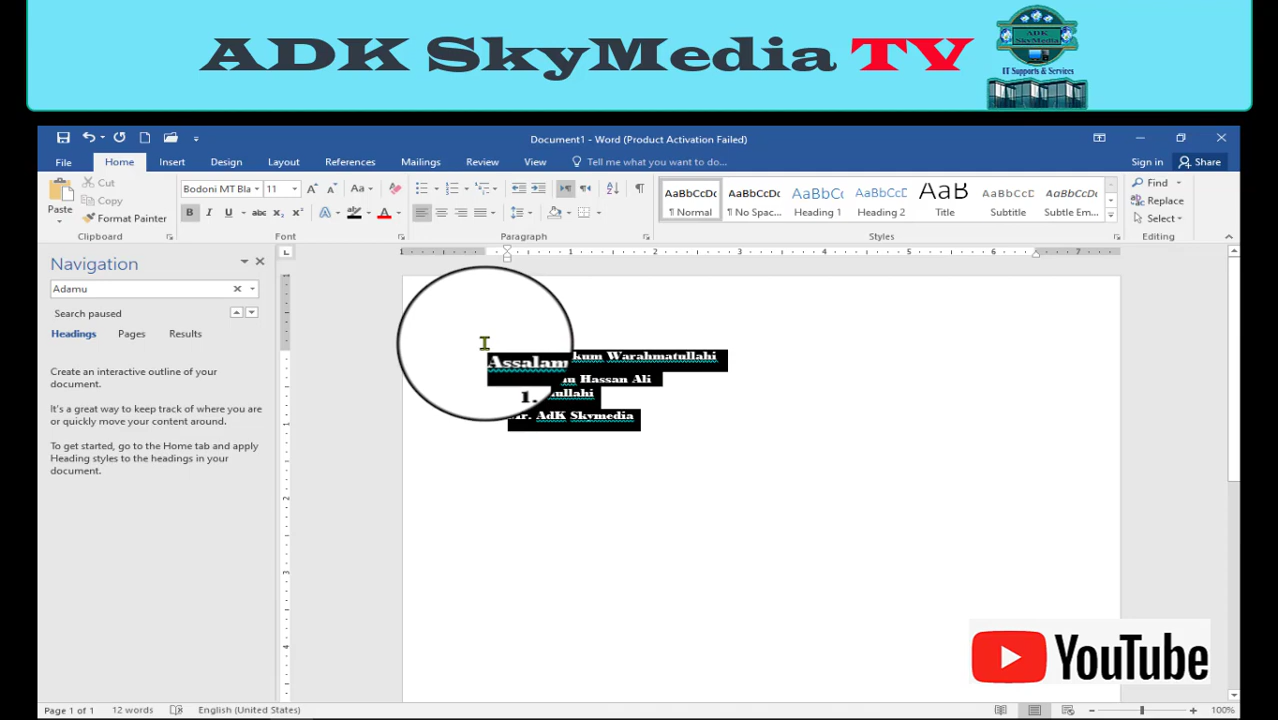 ADK SkyMedia TV
ADK
SkyMedia
IT Supports & Services
Document1 - Word (Product Activation Failed)
File Home Insert Design Layout References Mailings Review View Tell me what you want to do... Sign in Share
Paste
Cut
Copy
Format Painter
Bodoni MT Bla 11
AaBbCcDc AaBbCcDc AaBbCc AaBbCcD AaB AaBbCcD AaBbCcDc
¶ Normal ¶ No Spac... Heading 1 Heading 2 Title Subtitle Subtle Em...
Find
Replace
Select
Clipboard Font Paragraph Styles Editing
Navigation
Adamu
Search paused
Headings Pages Results
Create an interactive outline of your
document.
It's a great way to keep track of where you are
or quickly move your content around.
To get started, go to the Home tab and apply
Heading styles to the headings in your
document.
Assalam kum Warahmatullahi
Hassan Ali
1.
AdK Skymedia
YouTube
Page 1 of 1 12 words English (United States) 100%